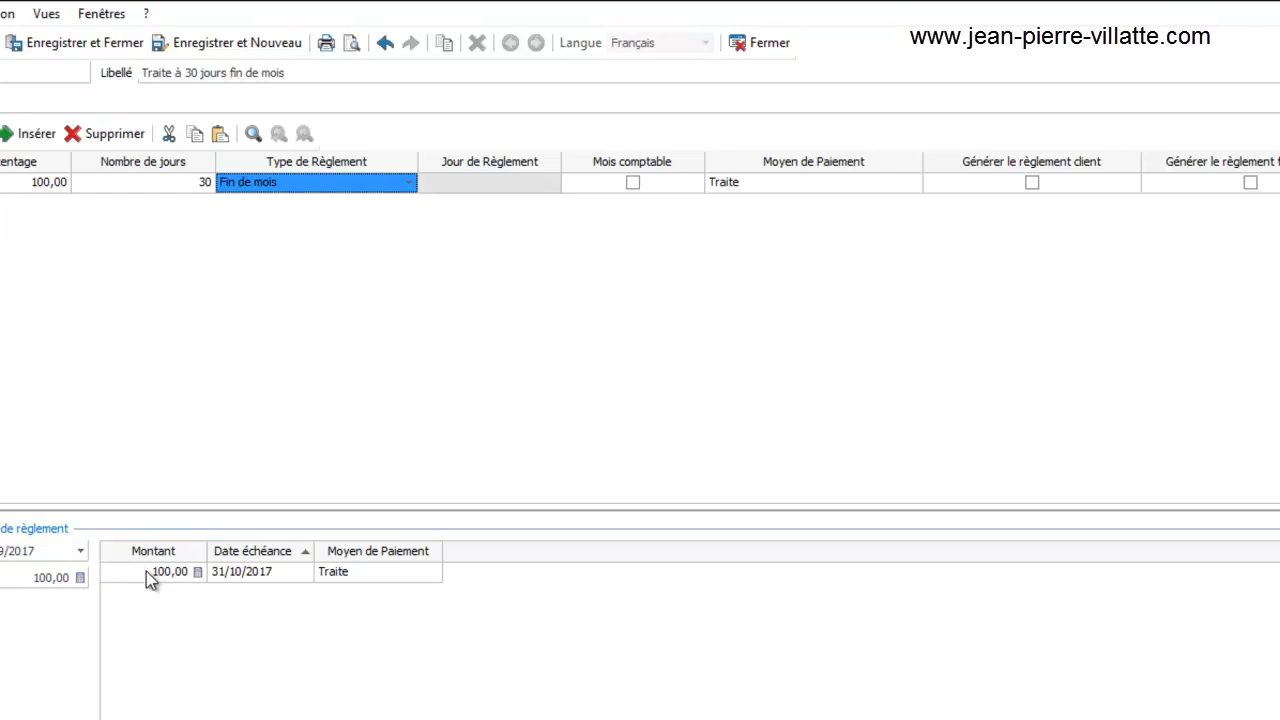 on Vues Fenêtres ?
Enregistrer et Fermer Enregistrer et Nouveau Langue Français Fermer
www.jean-pierre-villatte.com
Libellé Traite à 30 jours fin de mois
Insérer Supprimer
entage Nombre de jours Type de Règlement Jour de Règlement Mois comptable Moyen de Paiement Générer le règlement client Générer le règlement f
100,00 30 Fin de mois Traite
de règlement
9/2017 Montant Date échéance Moyen de Paiement
100,00 31/10/2017 Traite
100,00